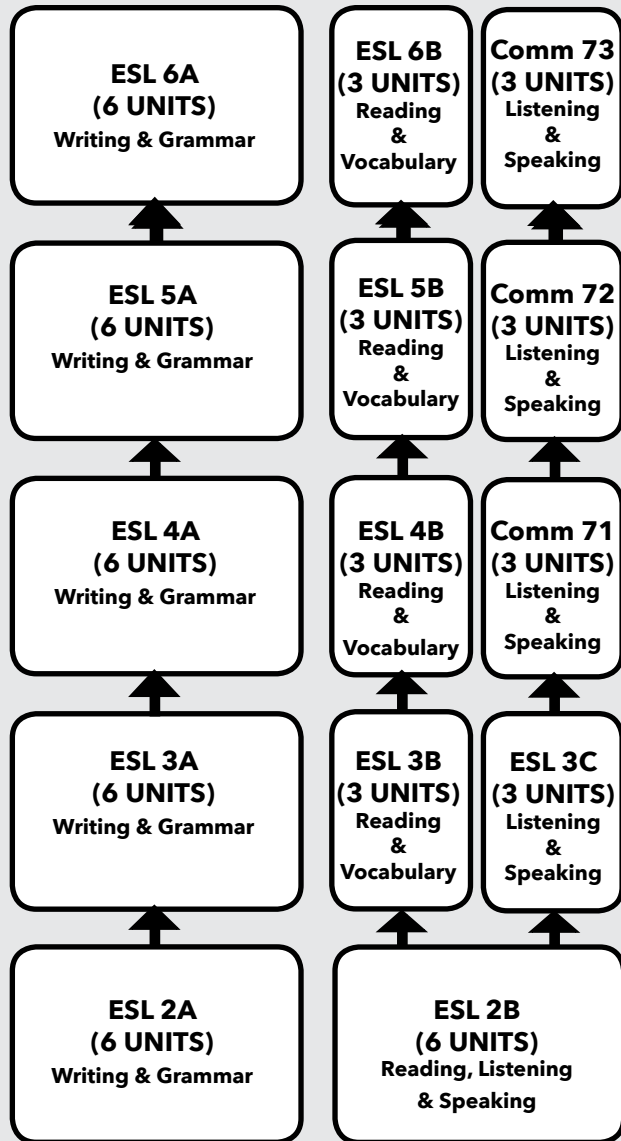 ESL 6A
(6 UNITS)
Writing & Grammar
ESL 6B
(3 UNITS)
Reading
&
Vocabulary
Comm 73
(3 UNITS)
Listening
&
Speaking
ESL 5A
(6 UNITS)
Writing & Grammar
ESL 5B
(3 UNITS)
Reading
&
Vocabulary
Comm 72
(3 UNITS)
Listening
&
Speaking
ESL 4A
(6 UNITS)
Writing & Grammar
ESL 4B
(3 UNITS)
Reading
&
Vocabulary
Comm 71
(3 UNITS)
Listening
&
Speaking
ESL 3A
(6 UNITS)
Writing & Grammar
ESL 3B
(3 UNITS)
Reading
&
Vocabulary
ESL 3C
(3 UNITS)
Listening
&
Speaking
ESL 2A
(6 UNITS)
Writing & Grammar
ESL 2B
(6 UNITS)
Reading, Listening
& Speaking